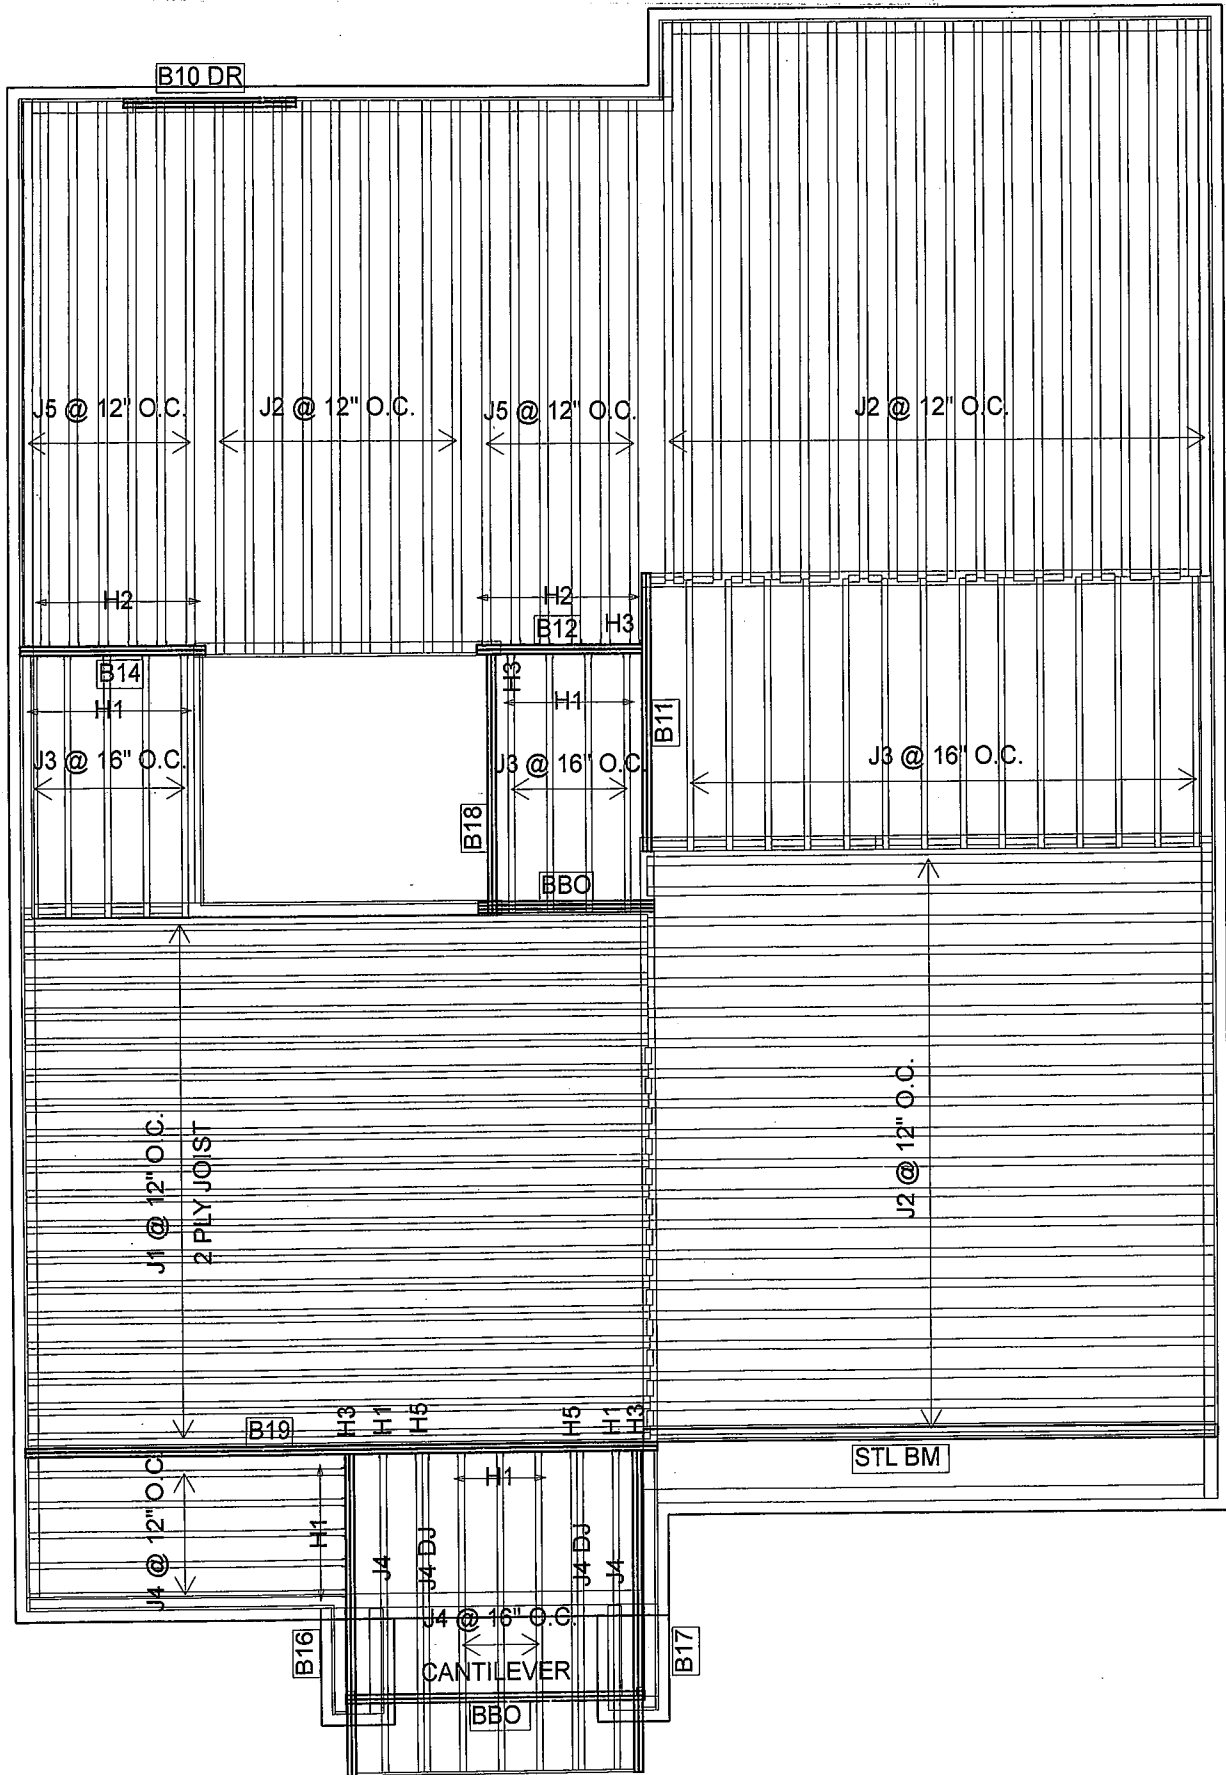 B10 DR
J5 @ 12" O.C.
J2 @ 12" O.C.
J5 @ 12" O.C.
J2 @ 12" O.C.
H2
H2
B12
H3
B14
H1
H3
H1
B11
J3 @ 16" O.C.
J3 @ 16" O.C.
J3 @ 16" O.C.
B18
BBO
J1 @ 12" O.C.
2 PLY JOIST
J2 @ 12" O.C.
B19
H3
H1
H5
H5
H1
H3
STL BM
J4 @ 12" O.C.
H1
H1
J4
J4 DJ
J4 DJ
J4
J4 @ 16" O.C.
B16
CANTILEVER
B17
BBO